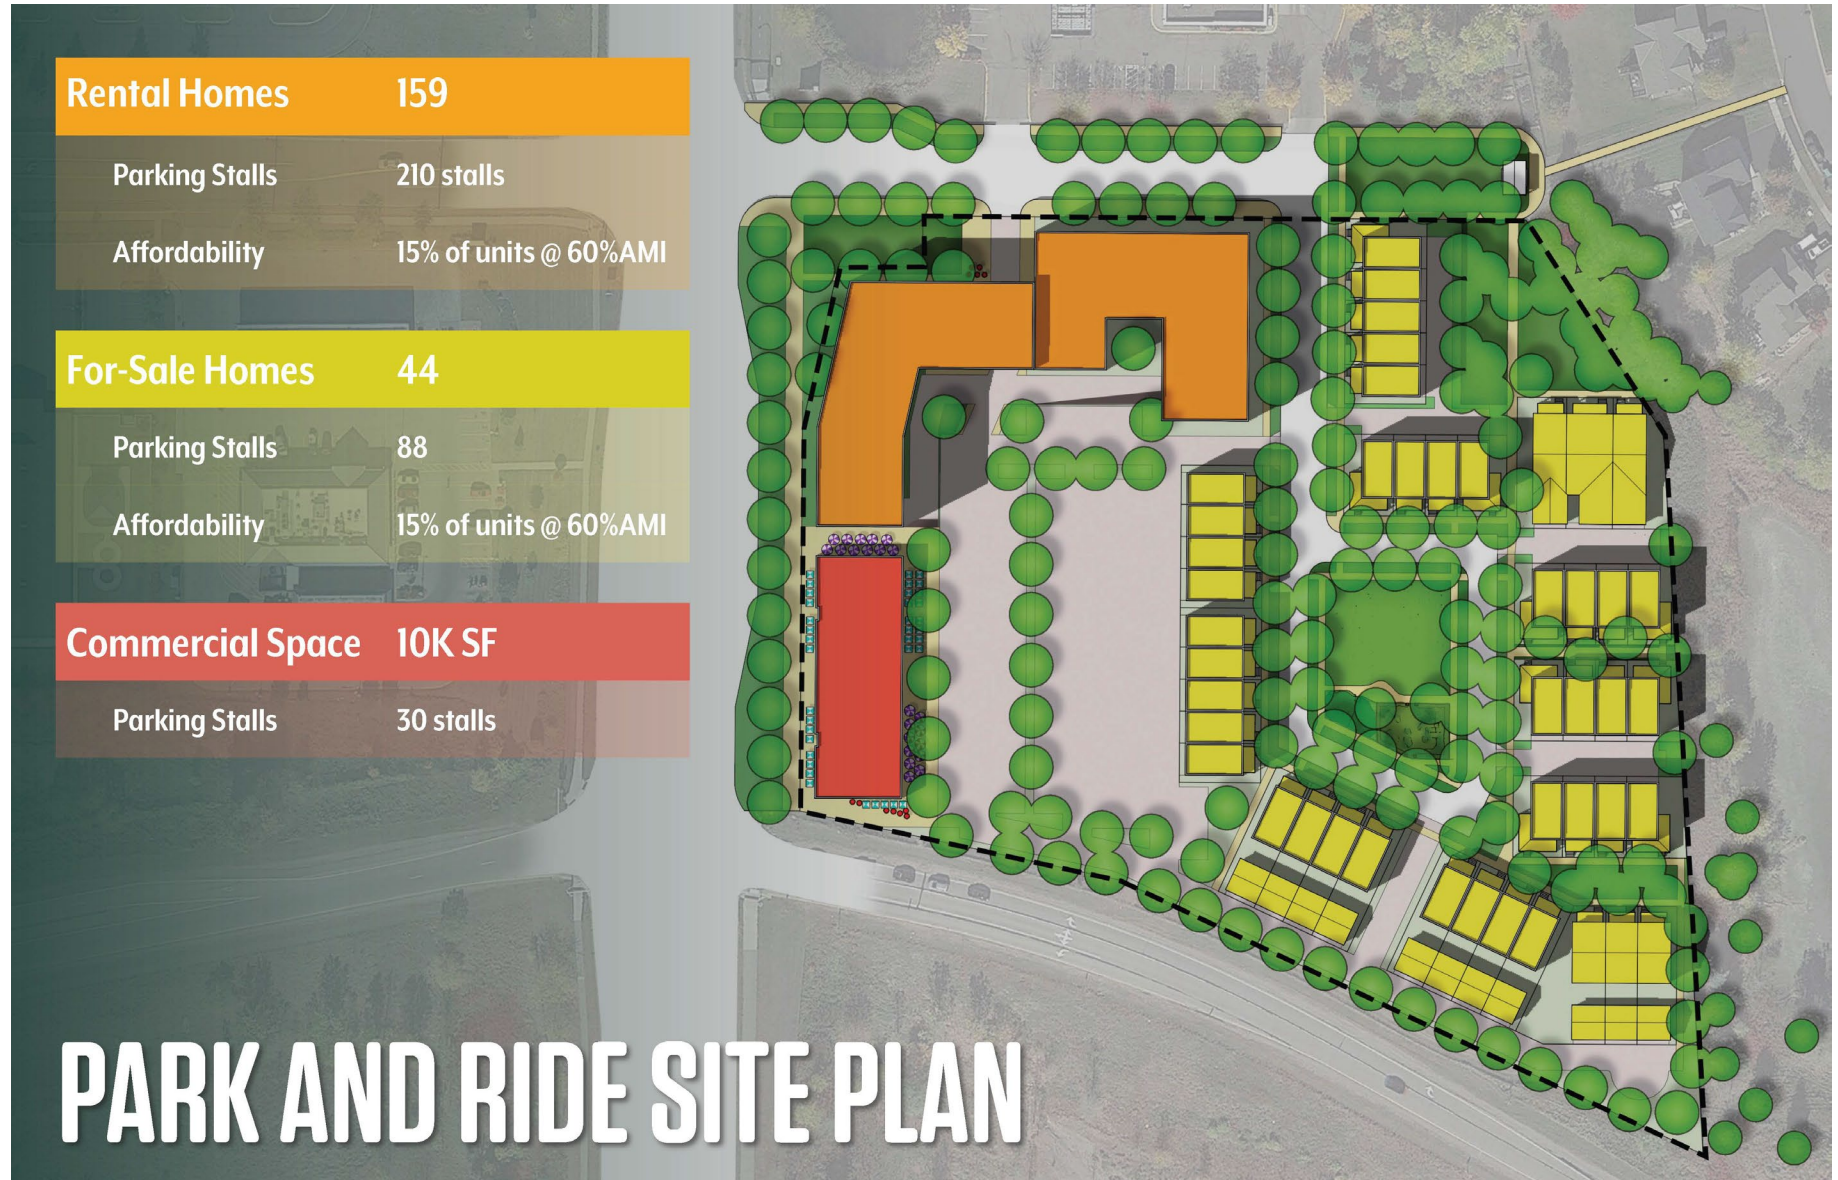 Rental Homes 159
Parking Stalls 210 stalls
Affordability 15% of units @ 60%AMI
For-Sale Homes 44
Parking Stalls 88
Affordability 15% of units @ 60%AMI
Commercial Space 10K SF
Parking Stalls 30 stalls
PARK AND RIDE SITE PLAN